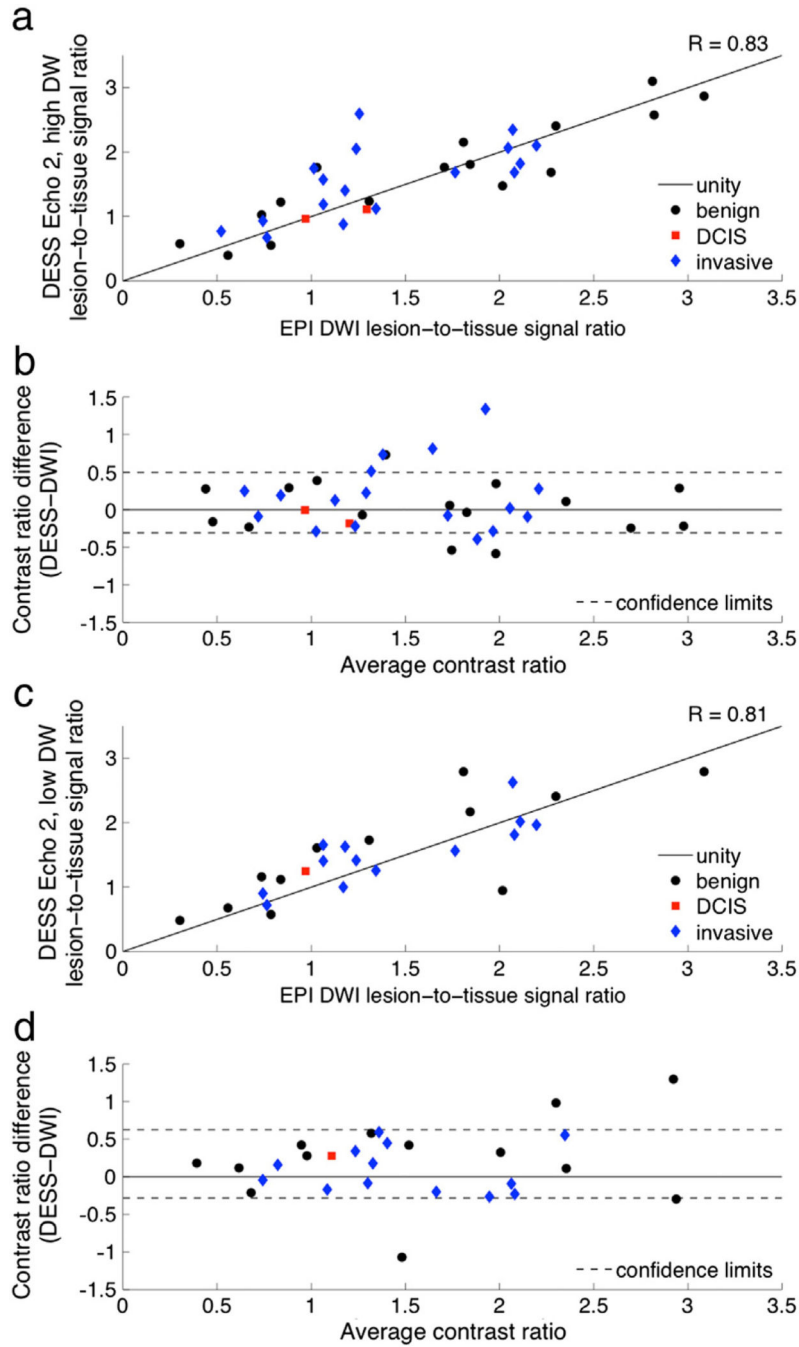 a
R = 0.83
DESS Echo 2, high DW
lesion-to-tissue signal ratio
3
2
1
0
unity
benign
DCIS
invasive
0 0.5 1 1.5 2 2.5 3 3.5
EPI DWI lesion-to-tissue signal ratio
b
Contrast ratio difference
(DESS-DWI)
1.5
1
0.5
0
-0.5
-1
-1.5
confidence limits
0 0.5 1 1.5 2 2.5 3 3.5
Average contrast ratio
c
R = 0.81
DESS Echo 2, low DW
lesion-to-tissue signal ratio
3
2
1
0
unity
benign
DCIS
invasive
0 0.5 1 1.5 2 2.5 3 3.5
EPI DWI lesion-to-tissue signal ratio
d
Contrast ratio difference
(DESS-DWI)
1.5
1
0.5
0
-0.5
-1
-1.5
confidence limits
0 0.5 1 1.5 2 2.5 3 3.5
Average contrast ratio